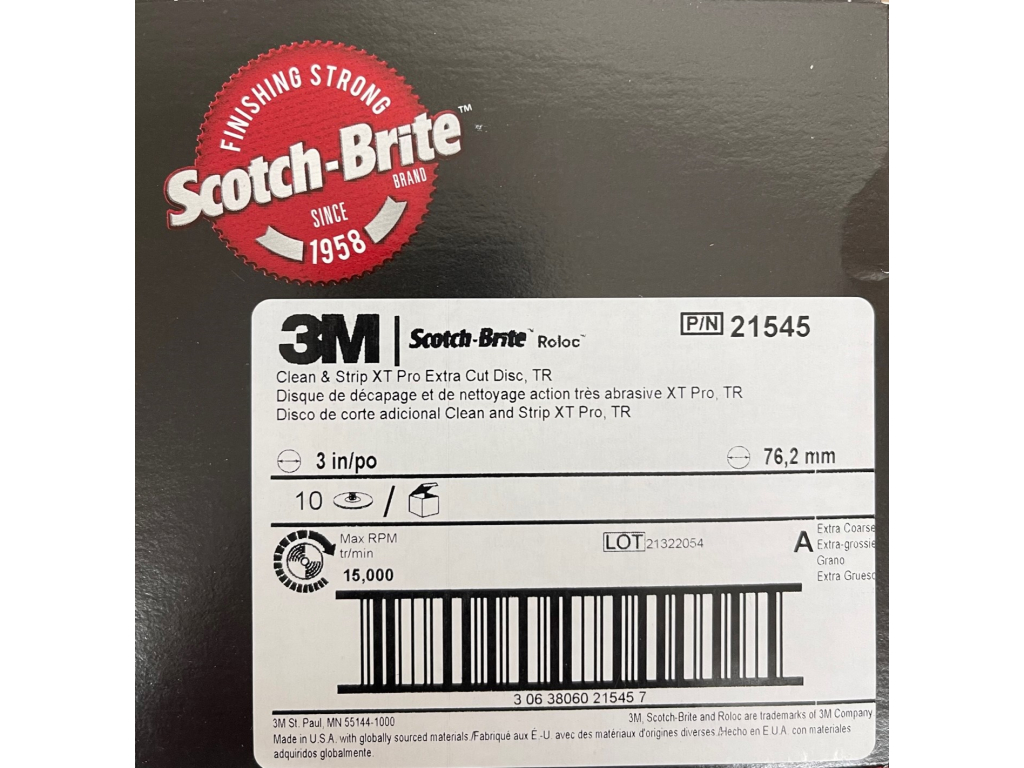 FINISHING STRONG
Scotch-Brite™
BRAND
SINCE
1958
3M Scotch-Brite™ Roloc™
P/N 21545
Clean & Strip XT Pro Extra Cut Disc, TR
Disque de décapage et de nettoyage action très abrasive XT Pro, TR
Disco de corte adicional Clean and Strip XT Pro, TR
3 in/po
76,2 mm
10 /
Max RPM
tr/min
15,000
LOT 21322054
A
Extra Coarse
Extra-grossie
Grano
Extra Grueso
3 06 38060 21545 7
3M St. Paul, MN 55144-1000
3M, Scotch-Brite and Roloc are trademarks of 3M Company
Made in U.S.A. with globally sourced materials./Fabriqué aux É.-U. avec des matériaux d'origines diverses./Hecho en E.U.A. con materiales
adquiridos globalmente.